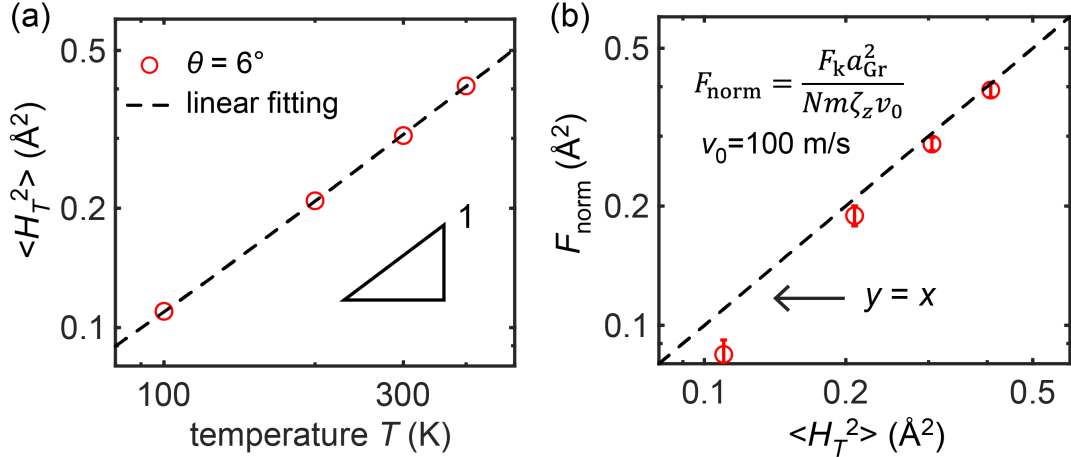 (a)
0.5
0.2
0.1
<H_T^2> (Å^2)
θ = 6°
linear fitting
1
100
300
temperature T (K)
(b)
0.5
0.2
0.1
F_norm (Å^2)
F_norm = F_k a_Gr^2 / Nmζ_z v_0
v_0=100 m/s
y = x
0.1
0.2
0.5
<H_T^2> (Å^2)